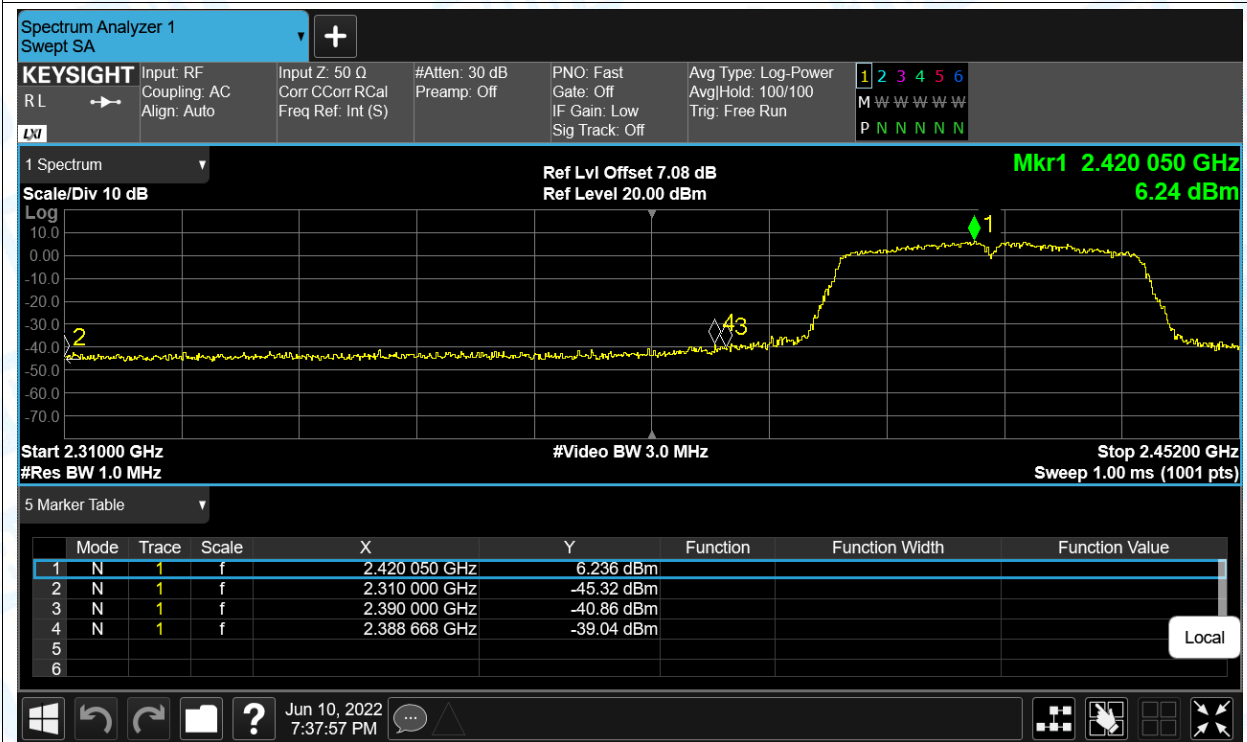 Spectrum Analyzer 1
Swept SA
KEYSIGHT
R L
LXI
Input: RF
Coupling: AC
Align: Auto
Input Z: 50 Ω
Corr CCorr RCal
Freq Ref: Int (S)
#Atten: 30 dB
Preamp: Off
PNO: Fast
Gate: Off
IF Gain: Low
Sig Track: Off
Avg Type: Log-Power
Avg|Hold: 100/100
Trig: Free Run
1 2 3 4 5 6
M W W W W W
P N N N N N
1 Spectrum
Scale/Div 10 dB
Ref Lvl Offset 7.08 dB
Ref Level 20.00 dBm
Mkr1 2.420 050 GHz
6.24 dBm
Log
10.0
0.00
-10.0
-20.0
-30.0
-40.0
-50.0
-60.0
-70.0
1
2
4 3
Start 2.31000 GHz
#Res BW 1.0 MHz
#Video BW 3.0 MHz
Stop 2.45200 GHz
Sweep 1.00 ms (1001 pts)
5 Marker Table
Mode Trace Scale X Y Function Function Width Function Value
1 N 1 f 2.420 050 GHz 6.236 dBm
2 N 1 f 2.310 000 GHz -45.32 dBm
3 N 1 f 2.390 000 GHz -40.86 dBm
4 N 1 f 2.388 668 GHz -39.04 dBm
5
6
Local
?
Jun 10, 2022
7:37:57 PM